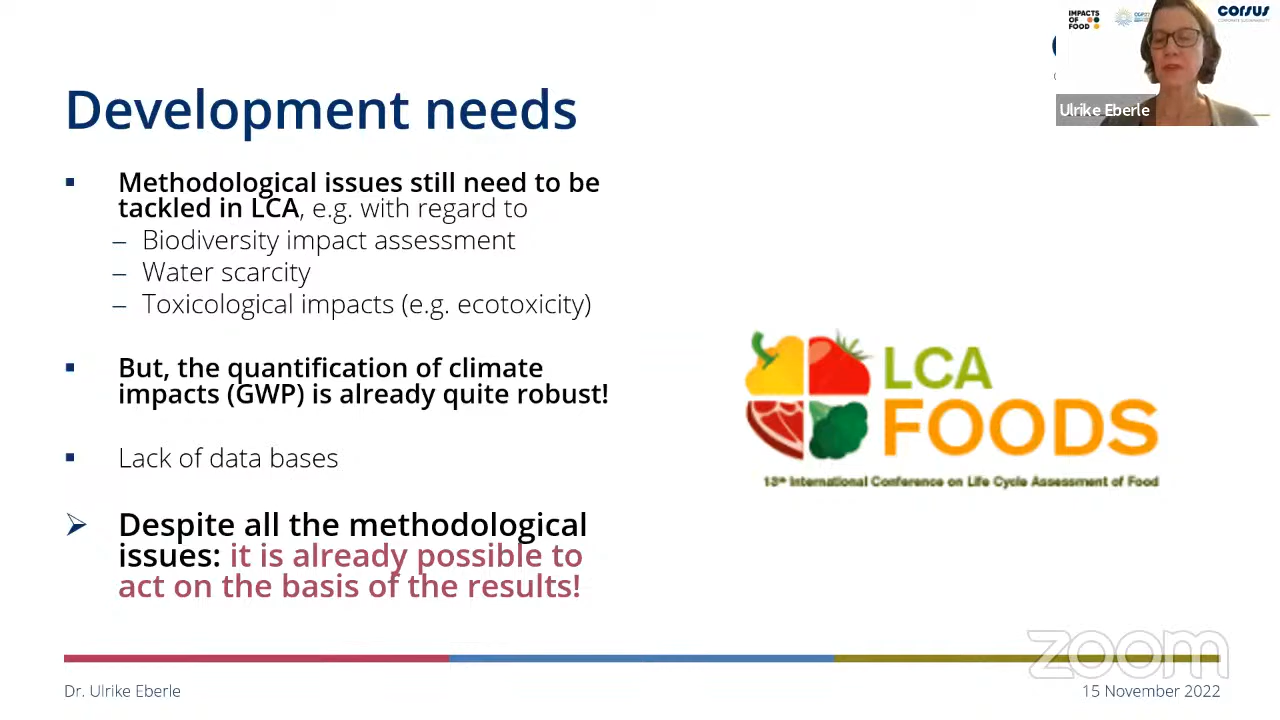 IMPACTS
OF
FOOD
corsus
Ulrike Eberle
Development needs
▪ Methodological issues still need to be
tackled in LCA, e.g. with regard to
– Biodiversity impact assessment
– Water scarcity
– Toxicological impacts (e.g. ecotoxicity)
▪ But, the quantification of climate
impacts (GWP) is already quite robust!
▪ Lack of data bases
➢ Despite all the methodological
issues: it is already possible to
act on the basis of the results!
LCA
FOODS
13th International Conference on Life Cycle Assessment of Food
zoom
Dr. Ulrike Eberle
15 November 2022